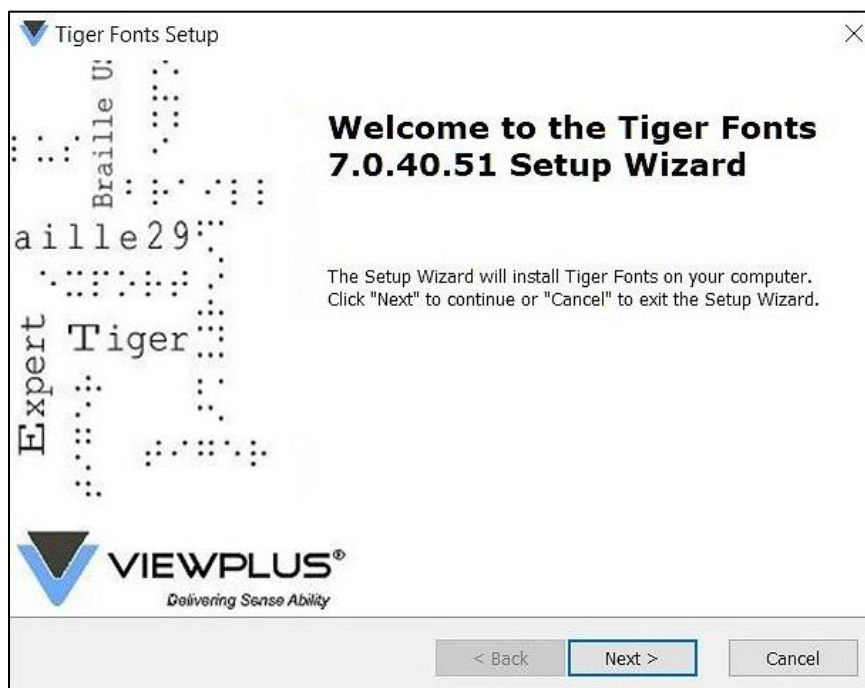 Tiger Fonts Setup
Braille US
aille29
Expert
Tiger
VIEWPLUS®
Delivering Sense Ability
Welcome to the Tiger Fonts
7.0.40.51 Setup Wizard
The Setup Wizard will install Tiger Fonts on your computer.
Click "Next" to continue or "Cancel" to exit the Setup Wizard.
< Back
Next >
Cancel